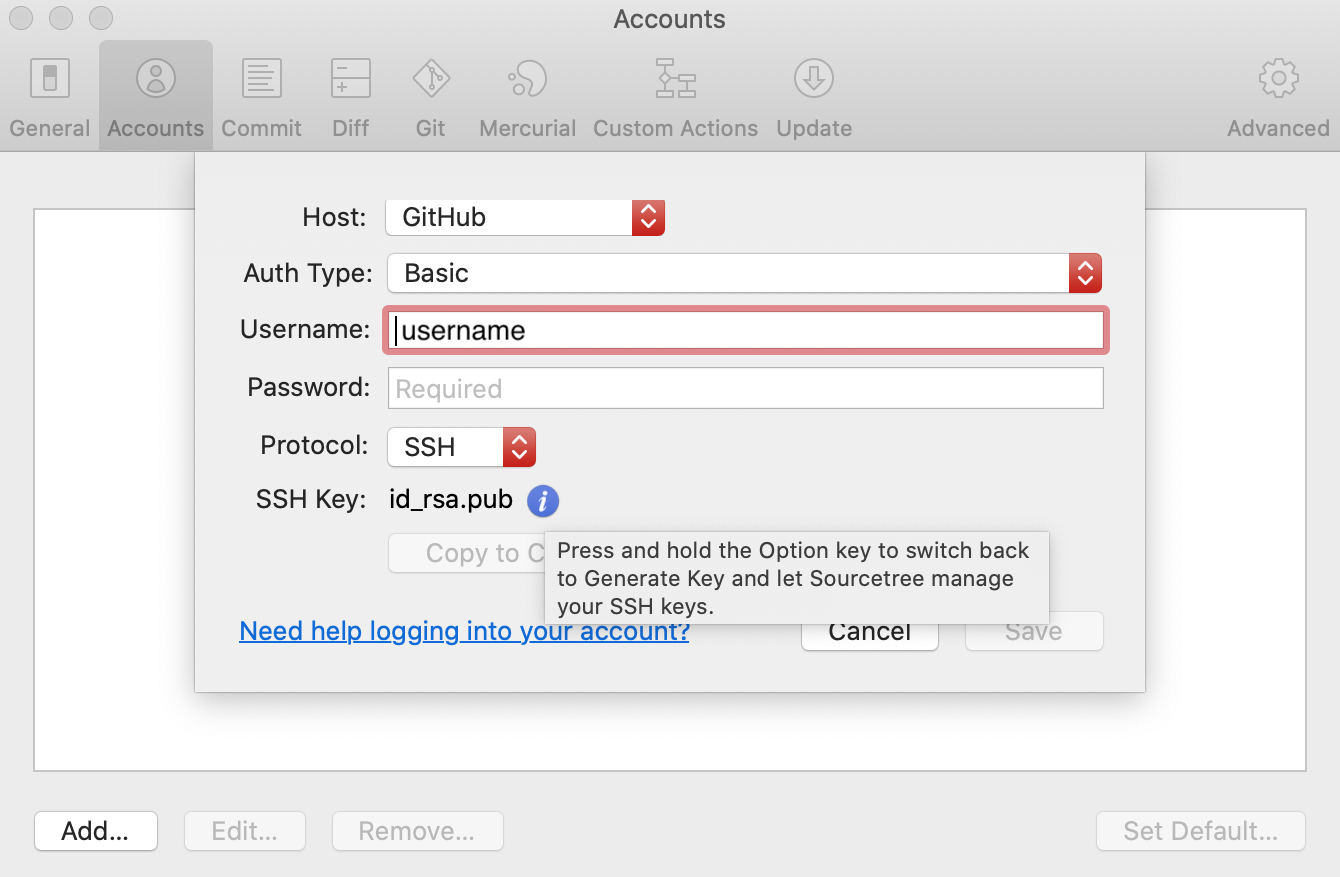 Accounts
General Accounts Commit Diff Git Mercurial Custom Actions Update Advanced
Host: GitHub
Auth Type: Basic
Username: username
Password: Required
Protocol: SSH
SSH Key: id_rsa.pub i
Copy to C
Press and hold the Option key to switch back
to Generate Key and let Sourcetree manage
your SSH keys.
Need help logging into your account? Cancel Save
Add... Edit... Remove... Set Default...